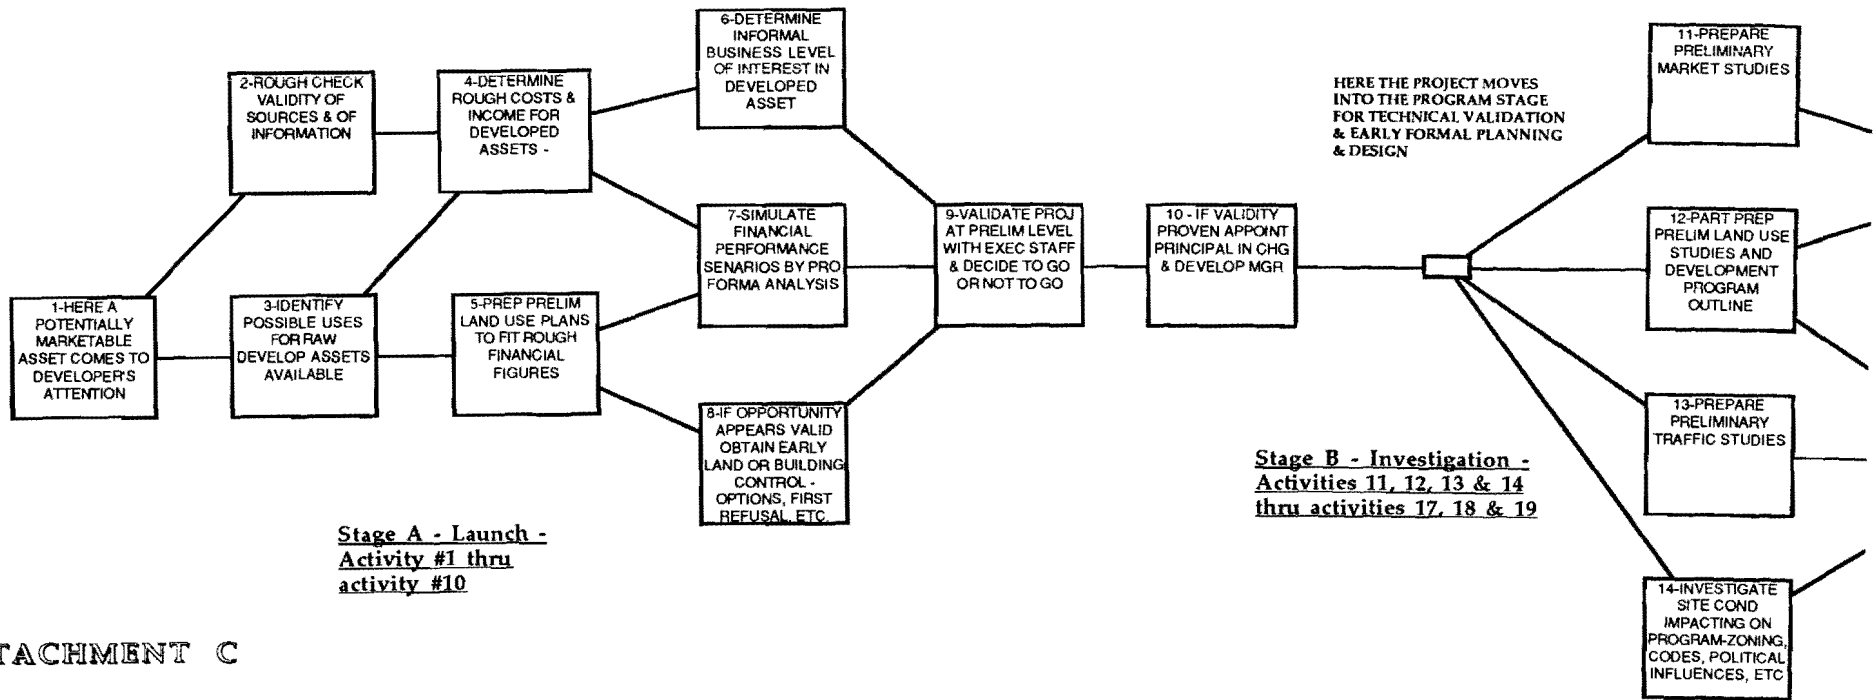 1-HERE A
POTENTIALLY
MARKETABLE
ASSET COMES TO
DEVELOPER'S
ATTENTION
2-ROUGH CHECK
VALIDITY OF
SOURCES & OF
INFORMATION
3-IDENTIFY
POSSIBLE USES
FOR RAW
DEVELOP ASSETS
AVAILABLE
4-DETERMINE
ROUGH COSTS &
INCOME FOR
DEVELOPED
ASSETS -
5-PREP PRELIM
LAND USE PLANS
TO FIT ROUGH
FINANCIAL
FIGURES
6-DETERMINE
INFORMAL
BUSINESS LEVEL
OF INTEREST IN
DEVELOPED
ASSET
7-SIMULATE
FINANCIAL
PERFORMANCE
SENARIOS BY PRO
FORMA ANALYSIS
8-IF OPPORTUNITY
APPEARS VALID
OBTAIN EARLY
LAND OR BUILDING
CONTROL -
OPTIONS, FIRST
REFUSAL, ETC
9-VALIDATE PROJ
AT PRELIM LEVEL
WITH EXEC STAFF
& DECIDE TO GO
OR NOT TO GO
10 - IF VALIDITY
PROVEN APPOINT
PRINCIPAL IN CHG
& DEVELOP MGR
HERE THE PROJECT MOVES
INTO THE PROGRAM STAGE
FOR TECHNICAL VALIDATION
& EARLY FORMAL PLANNING
& DESIGN
11-PREPARE
PRELIMINARY
MARKET STUDIES
12-PART PREP
PRELIM LAND USE
STUDIES AND
DEVELOPMENT
PROGRAM
OUTLINE
13-PREPARE
PRELIMINARY
TRAFFIC STUDIES
14-INVESTIGATE
SITE COND
IMPACTING ON
PROGRAM-ZONING,
CODES, POLITICAL
INFLUENCES, ETC
Stage A - Launch -
Activity #1 thru
activity #10
Stage B - Investigation -
Activities 11, 12, 13 & 14
thru activities 17, 18 & 19
TACHMENT C